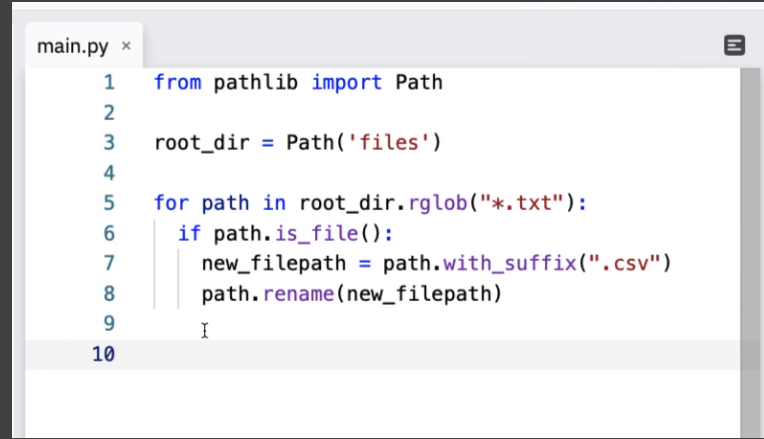 main.py ×
1 from pathlib import Path
2
3 root_dir = Path('files')
4
5 for path in root_dir.rglob("*.txt"):
6   if path.is_file():
7     new_filepath = path.with_suffix(".csv")
8     path.rename(new_filepath)
9
10